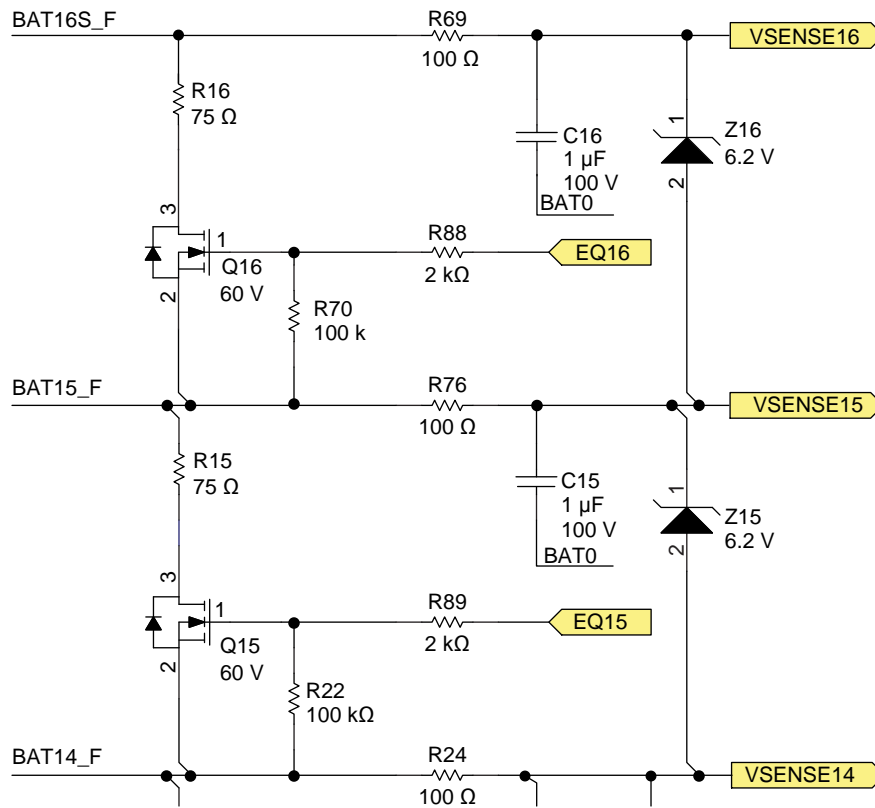 BAT16S_F
R69
100 Ω
VSENSE16
R16
75 Ω
C16
1 µF
100 V
BAT0
1
Z16
6.2 V
2
3
1
Q16
60 V
2
R88
2 kΩ
EQ16
R70
100 k
BAT15_F
R76
100 Ω
VSENSE15
R15
75 Ω
C15
1 µF
100 V
BAT0
1
Z15
6.2 V
2
3
1
Q15
60 V
2
R89
2 kΩ
EQ15
R22
100 kΩ
BAT14_F
R24
100 Ω
VSENSE14